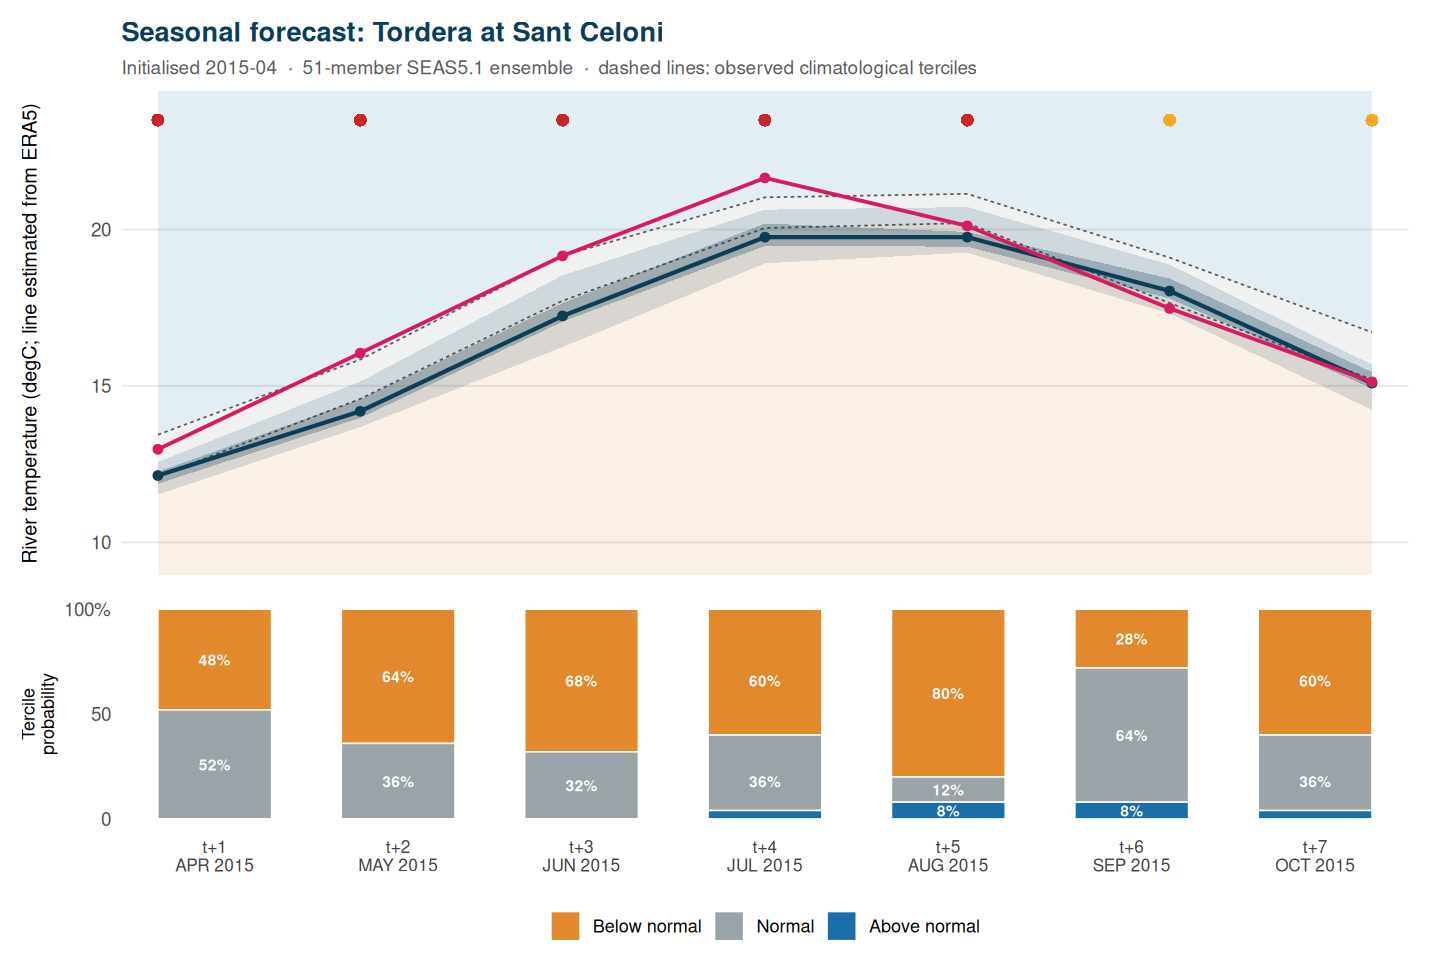 Seasonal forecast: Tordera at Sant Celoni
Initialised 2015-04 · 51-member SEAS5.1 ensemble · dashed lines: observed climatological terciles
River temperature (degC; line estimated from ERA5)
20
15
10
Tercile
probability
100%
50
0
48%
52%
64%
36%
68%
32%
60%
36%
80%
12%
8%
28%
64%
8%
60%
36%
t+1
APR 2015
t+2
MAY 2015
t+3
JUN 2015
t+4
JUL 2015
t+5
AUG 2015
t+6
SEP 2015
t+7
OCT 2015
Below normal
Normal
Above normal